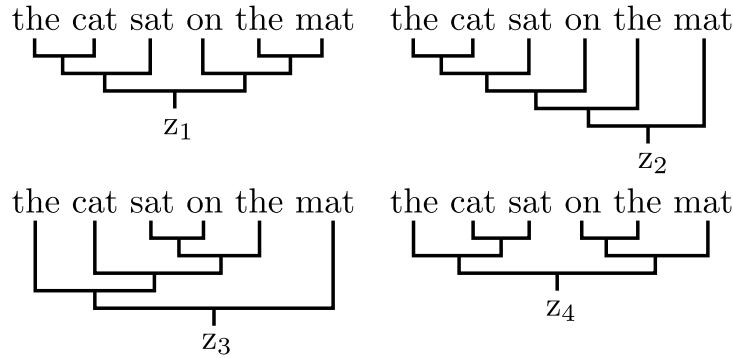 the cat sat on the mat
z1
the cat sat on the mat
z2
the cat sat on the mat
z3
the cat sat on the mat
z4